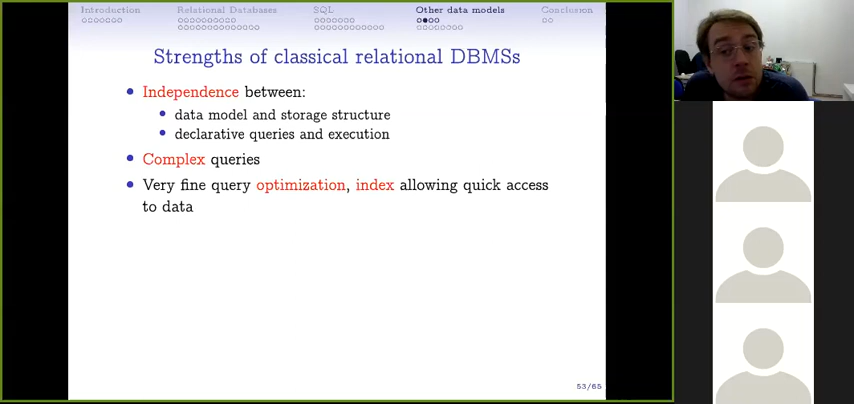 Introduction Relational Databases SQL Other data models Conclusion
Strengths of classical relational DBMSs
Independence between:
data model and storage structure
declarative queries and execution
Complex queries
Very fine query optimization, index allowing quick access
to data
53/65